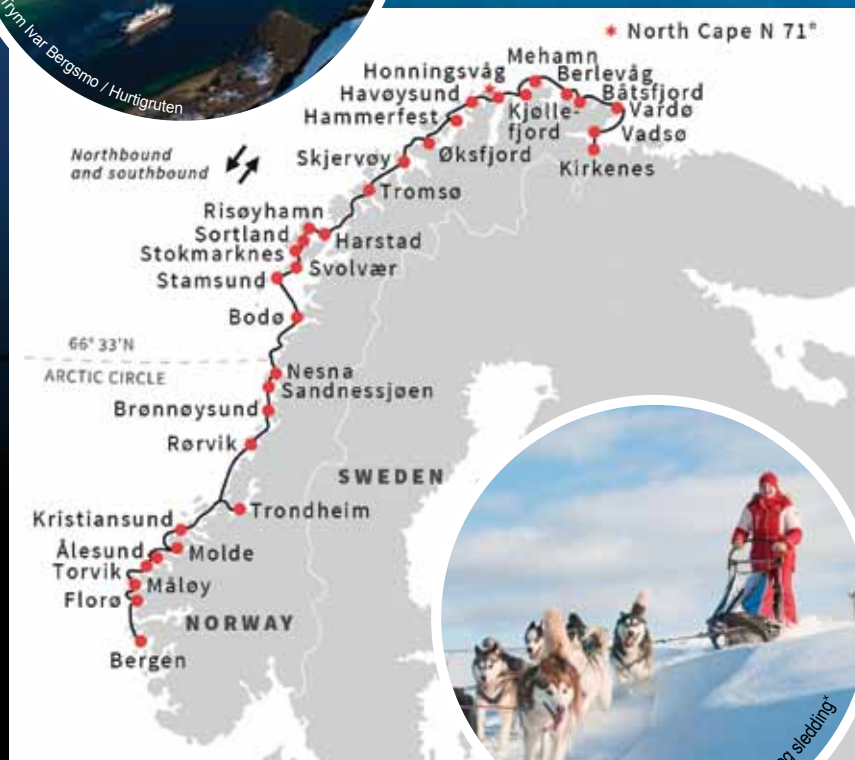 Trym Ivar Bergsmo / Hurtigruten
* North Cape N 71°
Mehamn
Honningsvåg
Berlevåg
Havøysund
Båtsfjord
Hammerfest
Kjølle-
fjord
Vardø
Vadsø
Northbound
and southbound
Skjervøy
Øksfjord
Kirkenes
Tromsø
Risøyhamn
Sortland
Harstad
Stokmarknes
Svolvær
Stamsund
Bodø
66° 33'N
ARCTIC CIRCLE
Nesna
Sandnessjøen
Brønnøysund
Rørvik
SWEDEN
Trondheim
Kristiansund
Ålesund
Molde
Torvik
Måløy
Florø
NORWAY
Bergen
sledding*